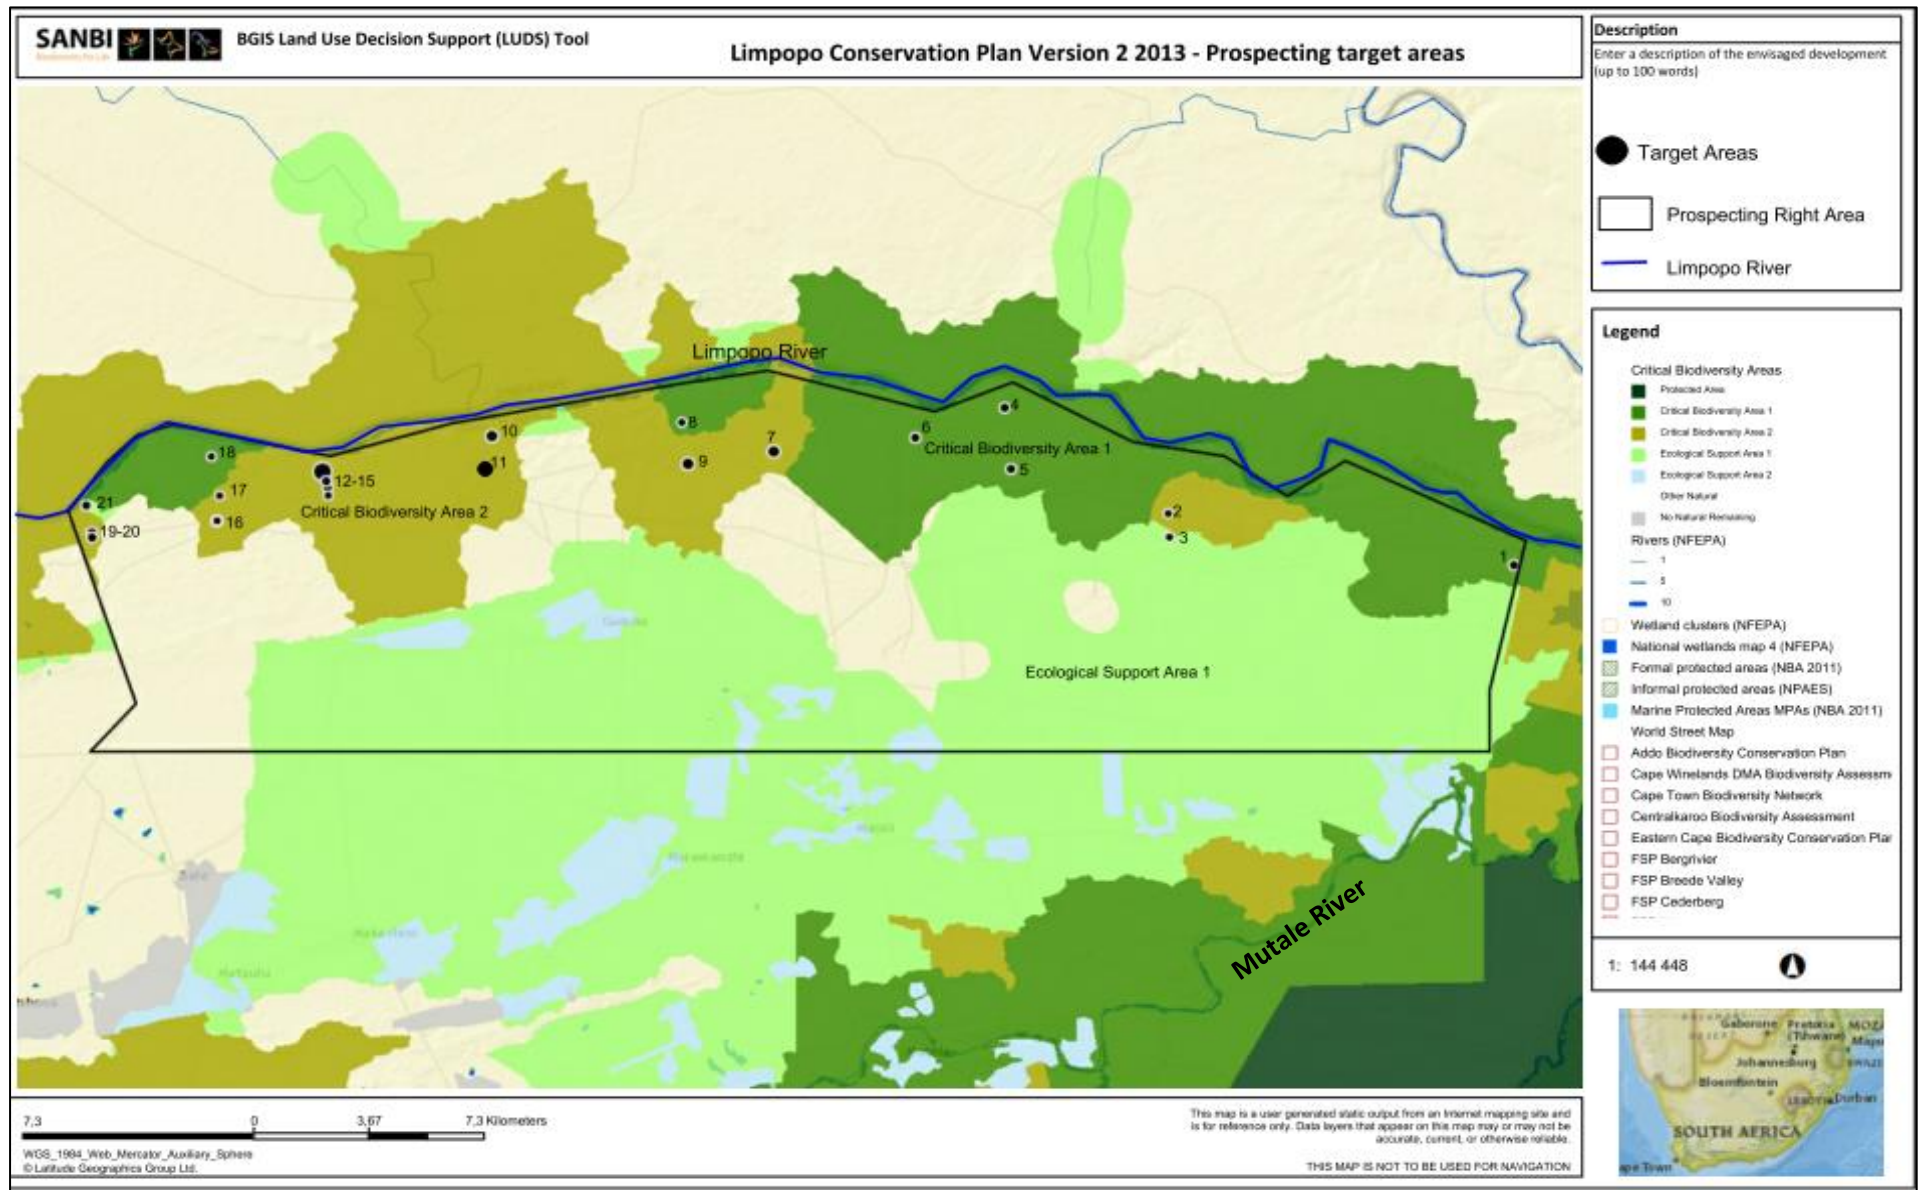 SANBI
BGIS Land Use Decision Support (LUDS) Tool
Limpopo Conservation Plan Version 2 2013 - Prospecting target areas
Description
Enter a description of the envisaged development
(up to 100 words)
Target Areas
Prospecting Right Area
Limpopo River
Legend
Critical Biodiversity Areas
Protected Area
Critical Biodiversity Area 1
Critical Biodiversity Area 2
Ecological Support Area 1
Ecological Support Area 2
Other Natural
No Natural Remaining
Rivers (NFEPA)
1
5
10
Wetland clusters (NFEPA)
National wetlands map 4 (NFEPA)
Formal protected areas (NBA 2011)
Informal protected areas (NPAES)
Marine Protected Areas MPAs (NBA 2011)
World Street Map
Addo Biodiversity Conservation Plan
Cape Winelands DMA Biodiversity Assessm
Cape Town Biodiversity Network
Centralkaroo Biodiversity Assessment
Eastern Cape Biodiversity Conservation Plar
FSP Bergrivier
FSP Breede Valley
FSP Cederberg
1: 144 448
Limpopo River
4
6
Critical Biodiversity Area 1
5
8
7
9
10
11
18
12-15
17
Critical Biodiversity Area 2
16
21
19-20
2
3
1
Ecological Support Area 1
Mutale River
Gaborone
Pretoria
(Tshwane)
MOZ
Johannesburg
Bloemfontein
Durban
SOUTH AFRICA
ape Town
7,3
0
3,67
7,3 Kilometers
WGS_1984_Web_Mercator_Auxiliary_Sphere
© Latitude Geographics Group Ltd.
This map is a user generated static output from an Internet mapping site and
is for reference only. Data layers that appear on this map may or may not be
accurate, current, or otherwise reliable.
THIS MAP IS NOT TO BE USED FOR NAVIGATION